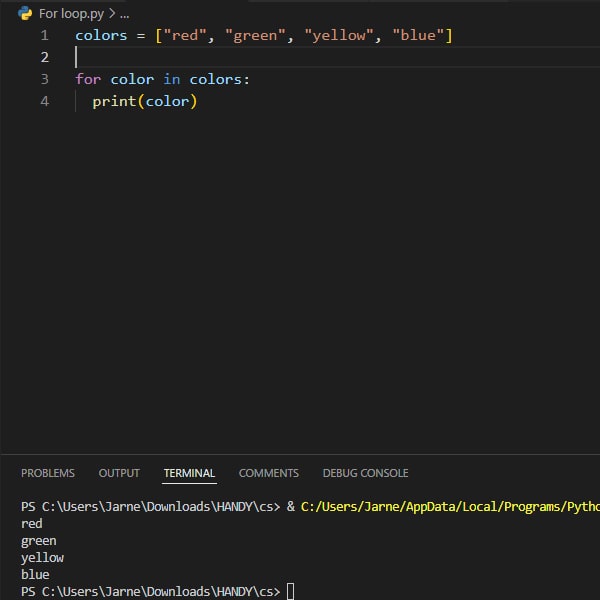 For loop.py > ...
1 colors = ["red", "green", "yellow", "blue"]
2
3 for color in colors:
4 print(color)
PROBLEMS OUTPUT TERMINAL COMMENTS DEBUG CONSOLE
PS C:\Users\Jarne\Downloads\HANDY\cs> & C:/Users/Jarne/AppData/Local/Programs/Pytho
red
green
yellow
blue
PS C:\Users\Jarne\Downloads\HANDY\cs>